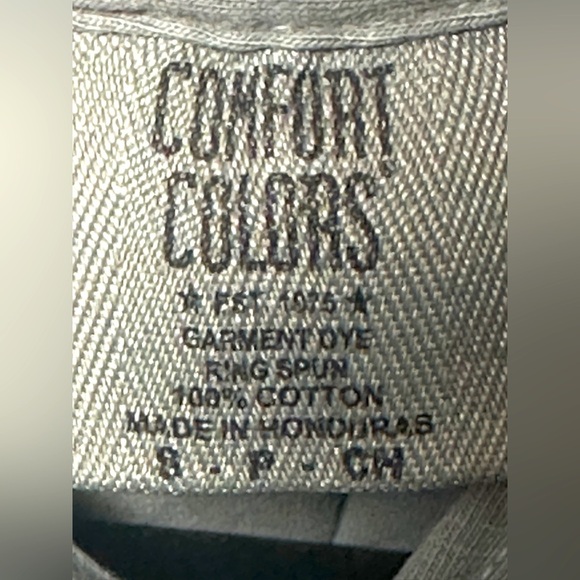 COMFORT
COLORS®
★ EST. 1975 ★
GARMENT DYE
RING SPUN
100% COTTON
MADE IN HONDURAS
S - P - CH